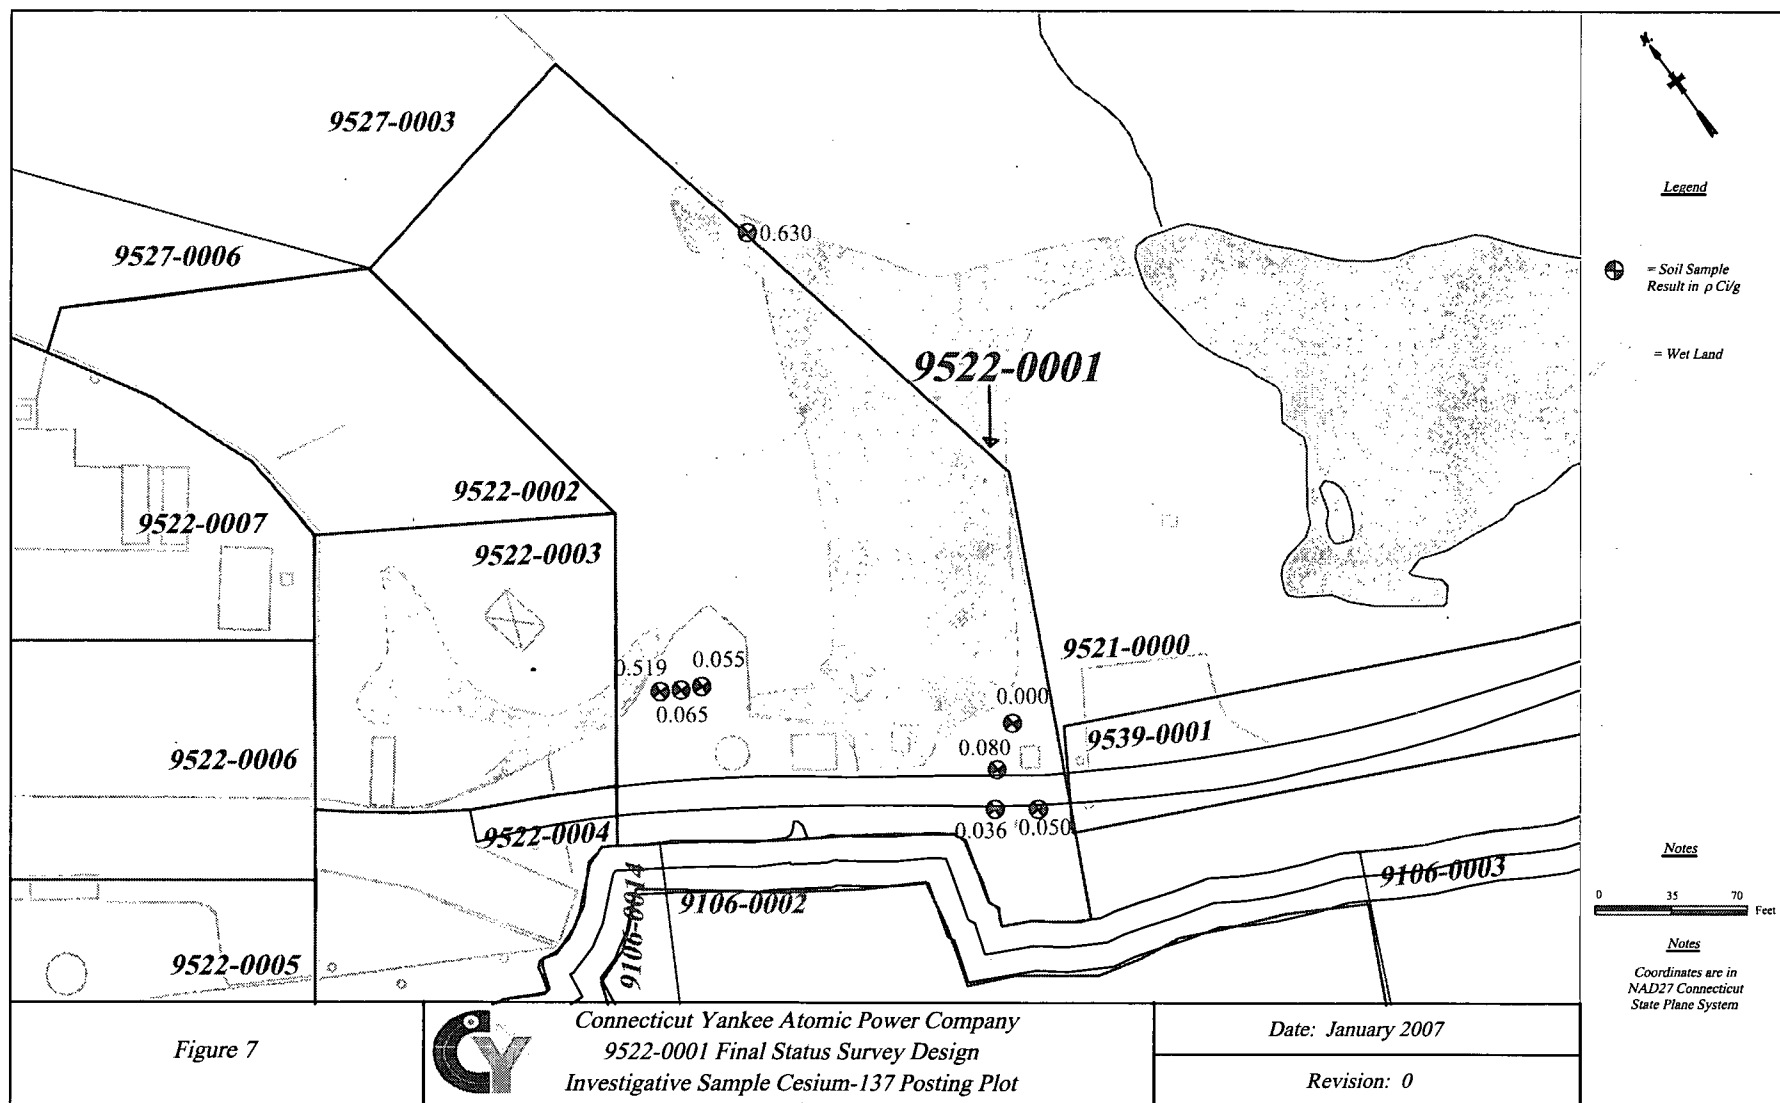 9527-0003
9527-0006
0.630
9522-0001
9522-0002
9522-0007
9522-0003
0.519
0.055
0.065
9521-0000
0.000
9539-0001
0.080
9522-0006
0.036
0.050
9522-0004
9106-0003
9106-0014
9106-0002
9522-0005
N
Legend
= Soil Sample
Result in ρ Ci/g
= Wet Land
Notes
0 35 70
Feet
Notes
Coordinates are in
NAD27 Connecticut
State Plane System
Figure 7
CY
Connecticut Yankee Atomic Power Company
9522-0001 Final Status Survey Design
Investigative Sample Cesium-137 Posting Plot
Date: January 2007
Revision: 0